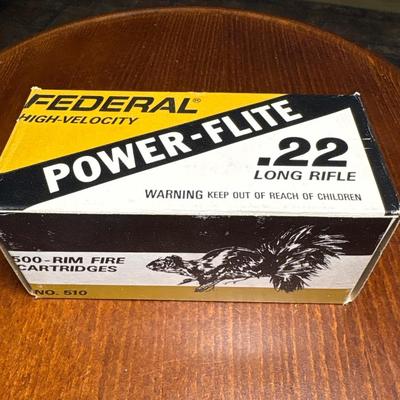 FEDERAL®
HIGH-VELOCITY
POWER-FLITE
.22
LONG RIFLE
WARNING KEEP OUT OF REACH OF CHILDREN
500-RIM FIRE
CARTRIDGES
NO. 510